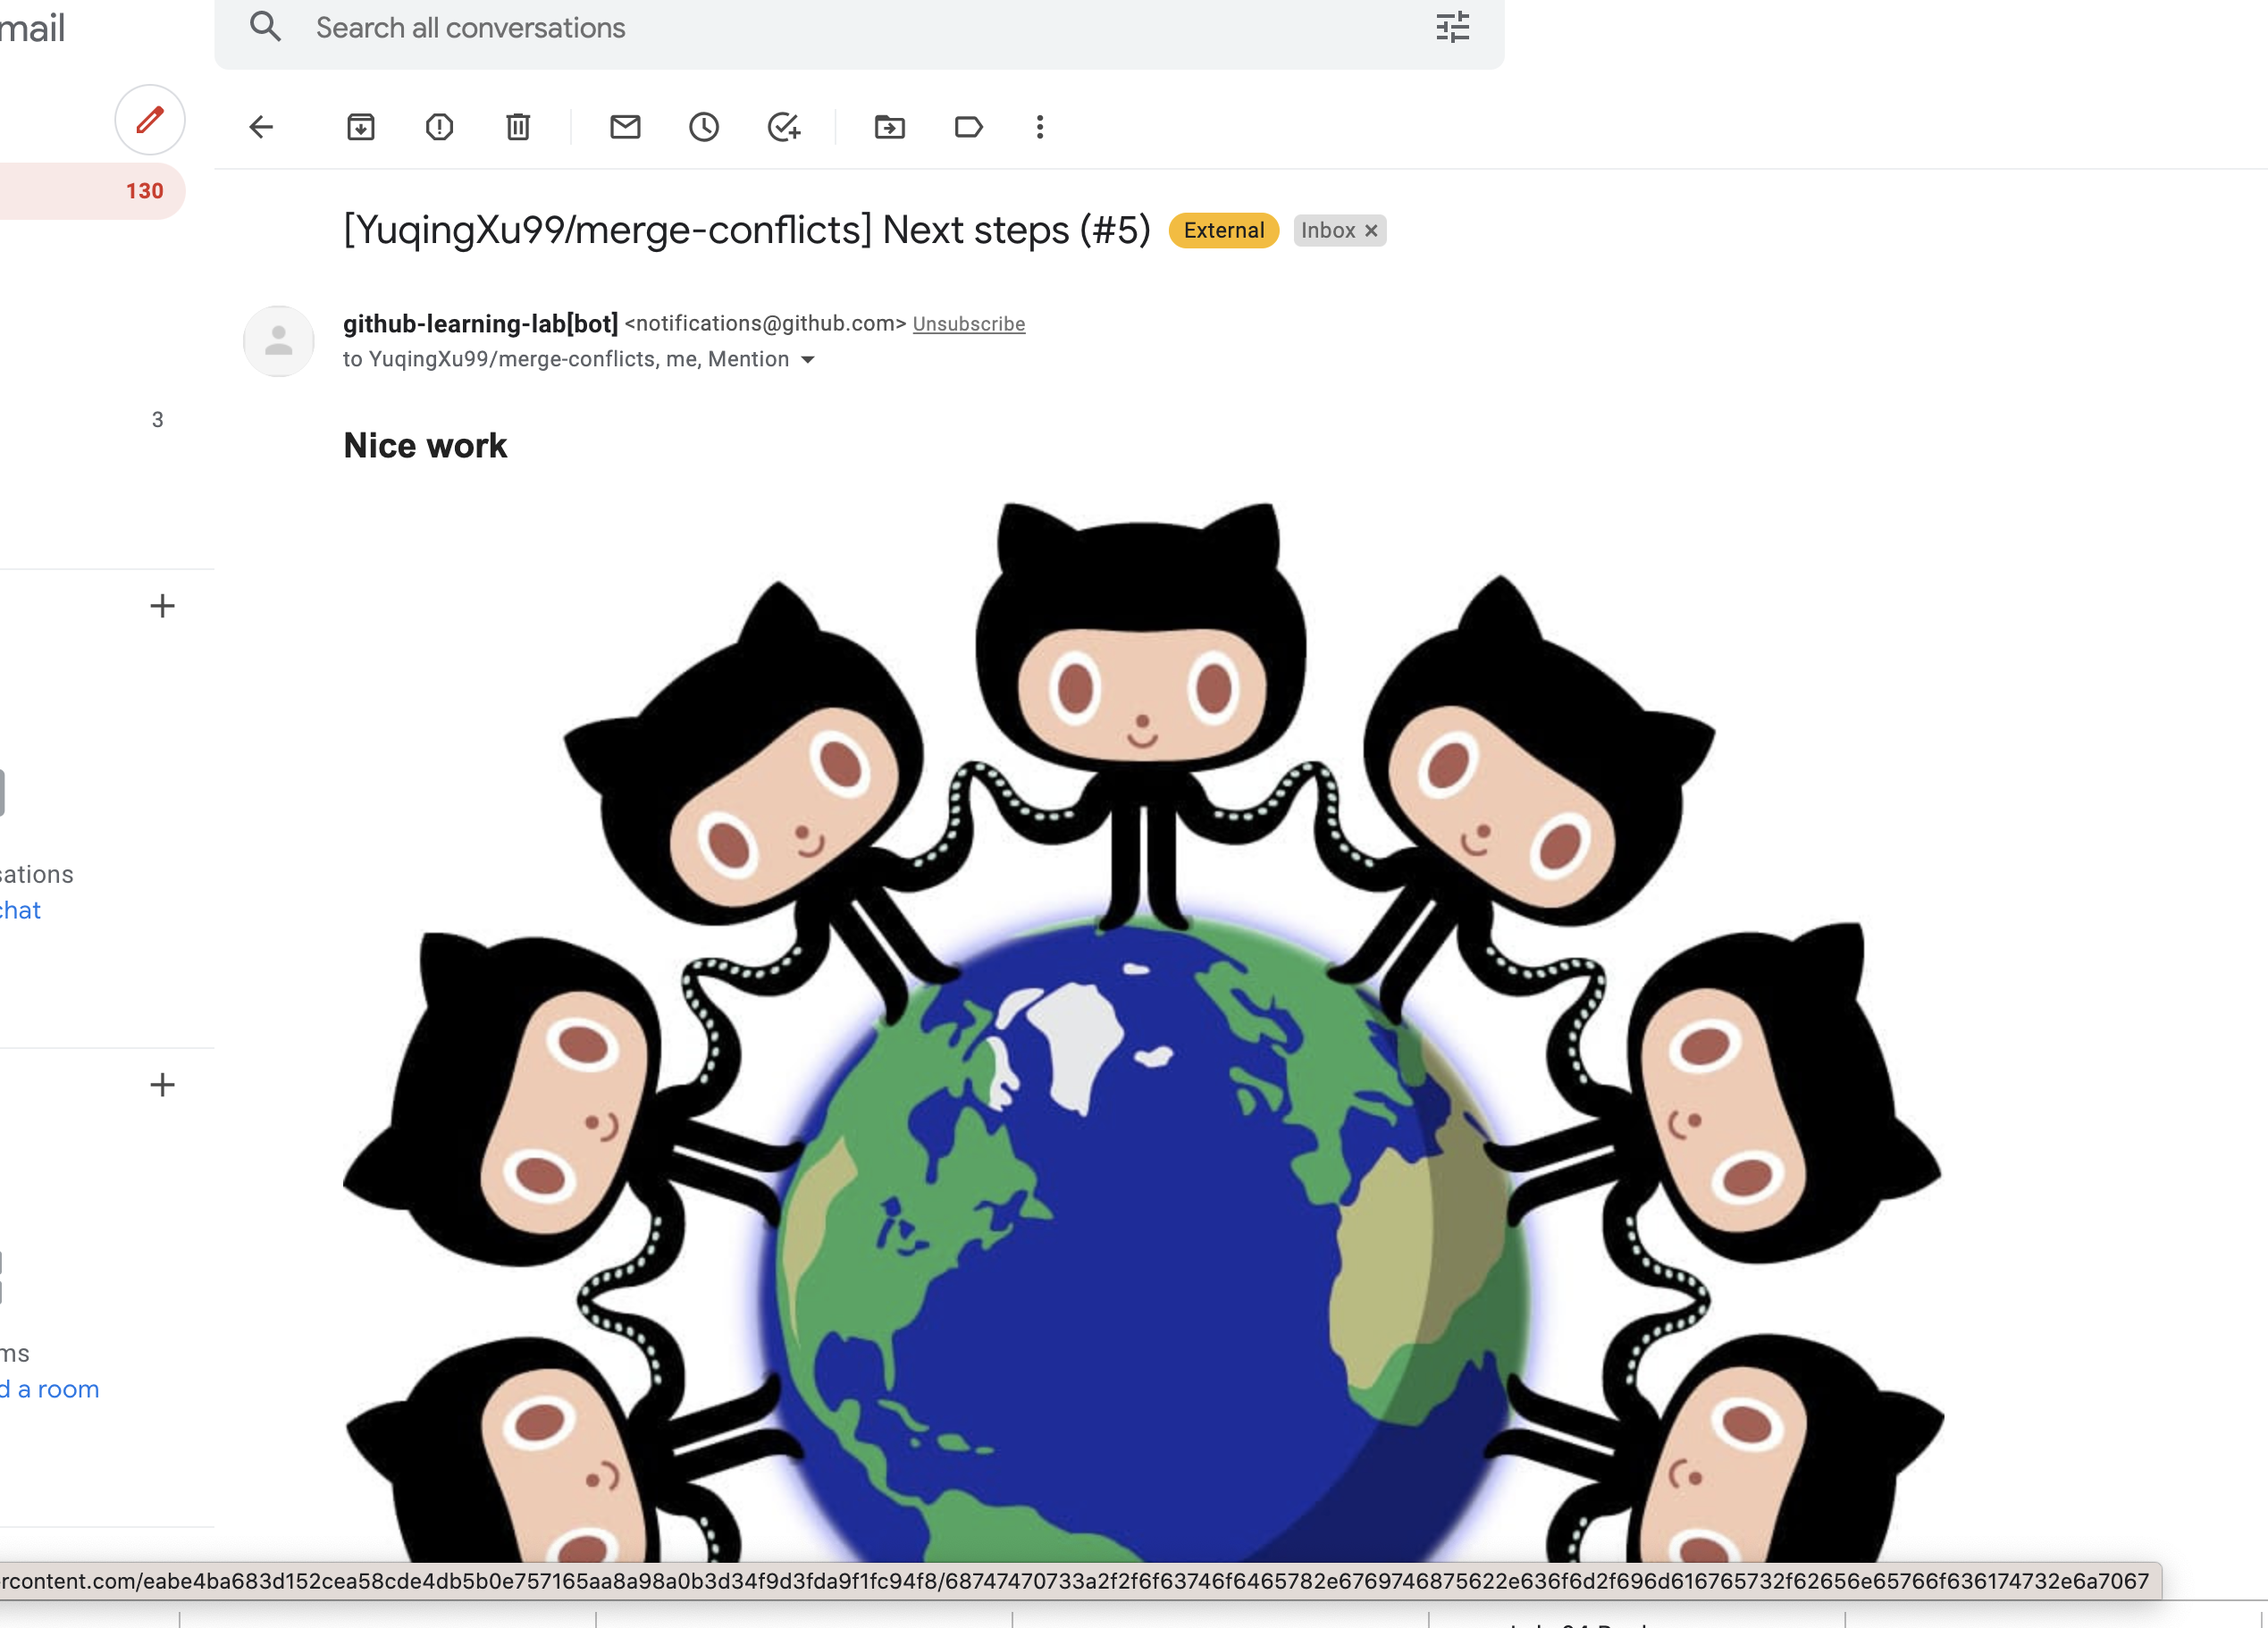 mail
Search all conversations
130
[YuqingXu99/merge-conflicts] Next steps (#5) External Inbox ×
github-learning-lab[bot] <notifications@github.com> Unsubscribe
to YuqingXu99/merge-conflicts, me, Mention
3
Nice work
sations
chat
ms
d a room
rcontent.com/eabe4ba683d152cea58cde4db5b0e757165aa8a98a0b3d34f9d3fda9f1fc94f8/68747470733a2f2f6f63746f6465782e6769746875622e636f6d2f696d616765732f62656e65766f636174732e6a7067